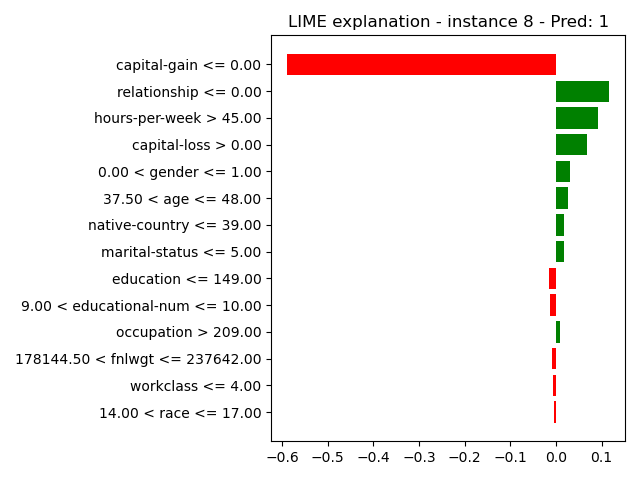 LIME explanation - instance 8 - Pred: 1
capital-gain <= 0.00
relationship <= 0.00
hours-per-week > 45.00
capital-loss > 0.00
0.00 < gender <= 1.00
37.50 < age <= 48.00
native-country <= 39.00
marital-status <= 5.00
education <= 149.00
9.00 < educational-num <= 10.00
occupation > 209.00
178144.50 < fnlwgt <= 237642.00
workclass <= 4.00
14.00 < race <= 17.00
−0.6 −0.5 −0.4 −0.3 −0.2 −0.1 0.0 0.1